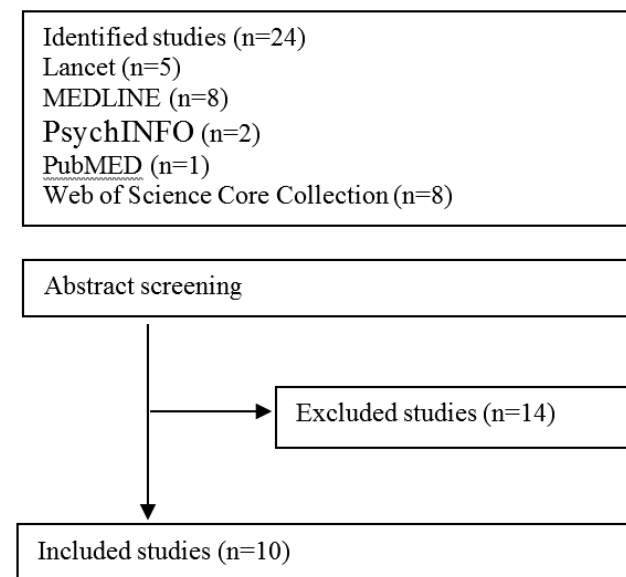 Identified studies (n=24)
Lancet (n=5)
MEDLINE (n=8)
PsychINFO (n=2)
PubMED (n=1)
Web of Science Core Collection (n=8)
Abstract screening
Excluded studies (n=14)
Included studies (n=10)